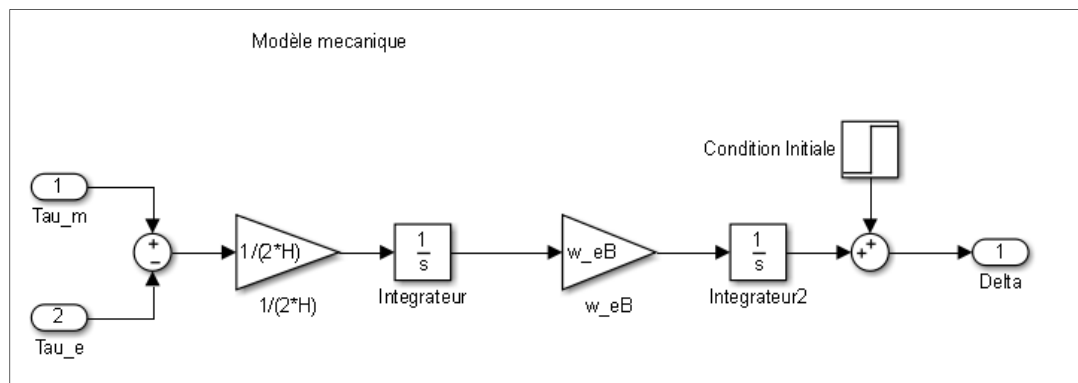 Modèle mecanique
Condition Initiale
1
Tau_m
+
−
1/(2*H)
1/(2*H)
1
s
Integrateur
w_eB
w_eB
1
s
Integrateur2
+
+
1
Delta
2
Tau_e